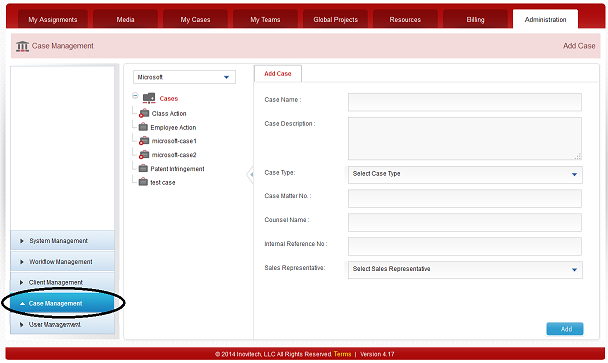 My Assignments Media My Cases My Teams Global Projects Resources Billing Administration
Case Management Add Case
Microsoft
Cases
Class Action
Employee Action
microsoft-case1
microsoft-case2
Patent Infringement
test case
System Management
Workflow Management
Client Management
Case Management
User Management
Add Case
Case Name :
Case Description :
Case Type: Select Case Type
Case Matter No. :
Counsel Name :
Internal Reference No :
Sales Representative: Select Sales Representative
Add
© 2014 Inovitech, LLC All Rights Reserved. Terms | Version 4.17